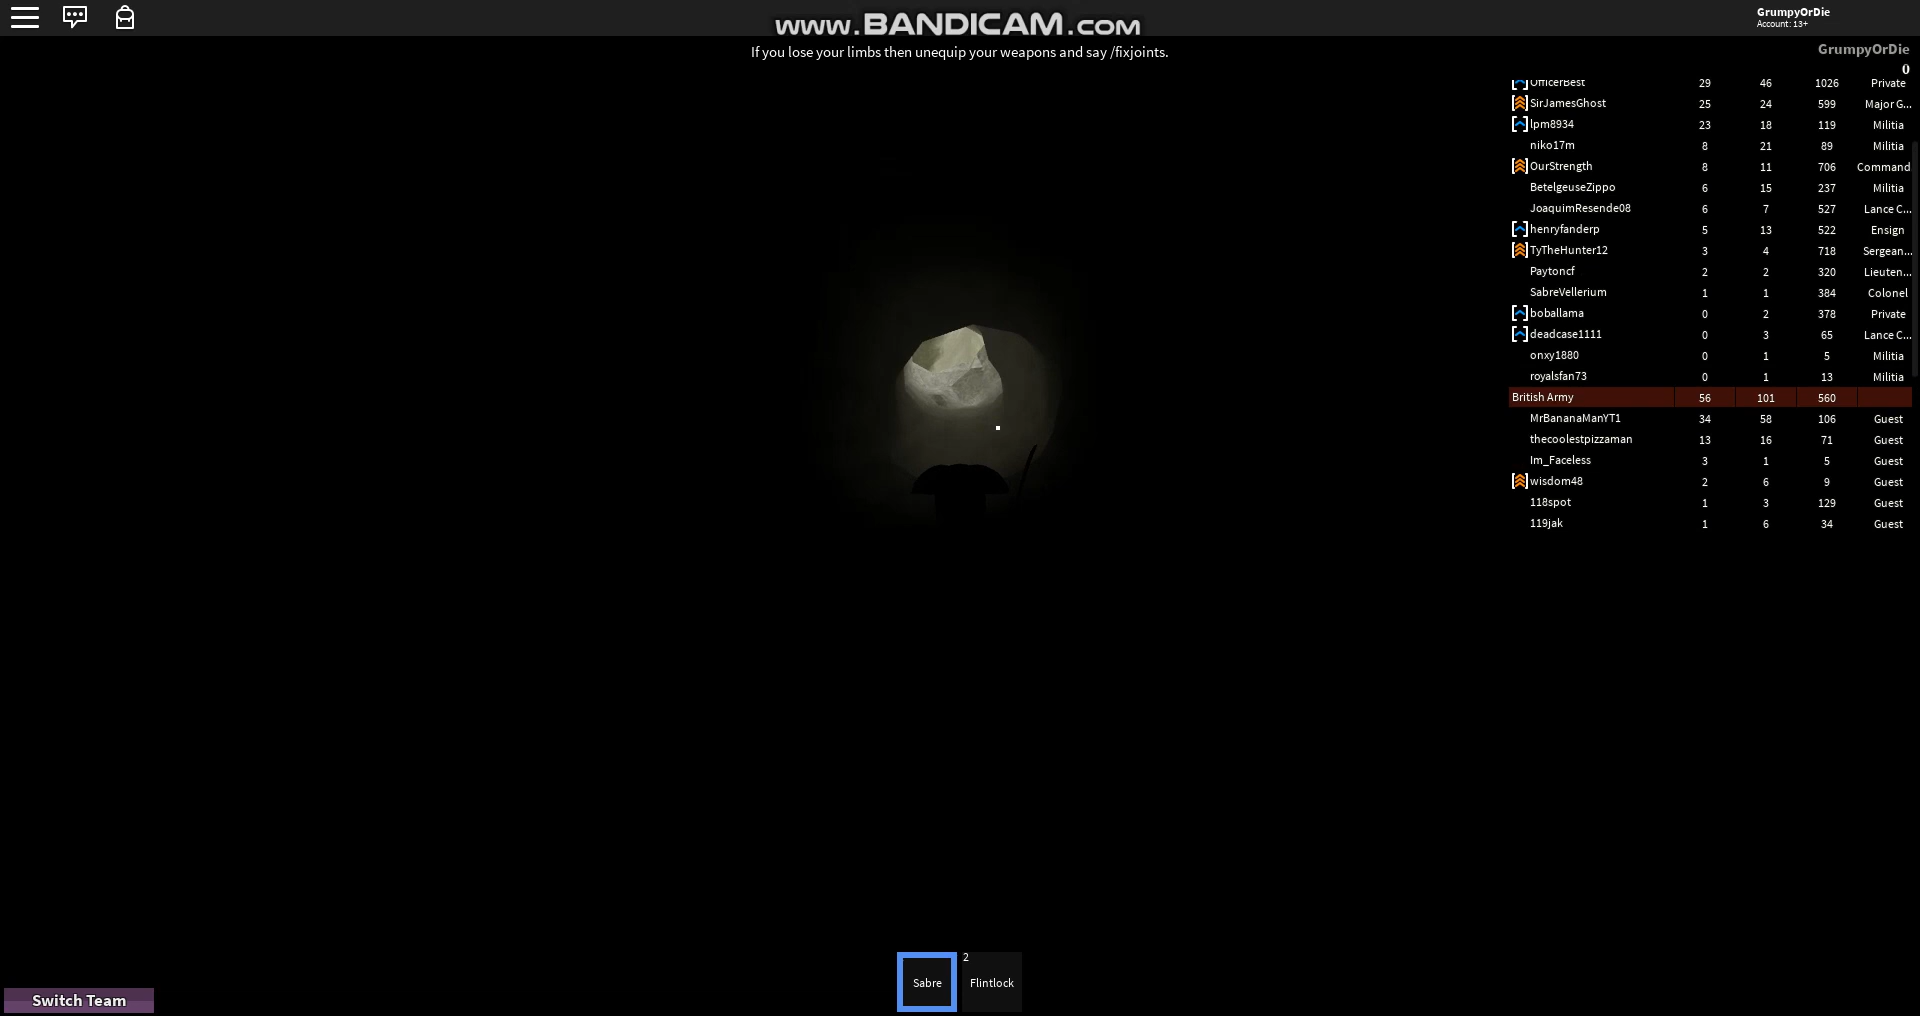 www.BANDICAM.com
GrumpyOrDie
Account: 13+
If you lose your limbs then unequip your weapons and say /fixjoints.
GrumpyOrDie
0
OfficerBest 29 46 1026 Private
SirJamesGhost 25 24 599 Major G...
lpm8934 23 18 119 Militia
niko17m 8 21 89 Militia
OurStrength 8 11 706 Command
BetelgeuseZippo 6 15 237 Militia
JoaquimResende08 6 7 527 Lance C...
henryfanderp 5 13 522 Ensign
TyTheHunter12 3 4 718 Sergean...
Paytoncf 2 2 320 Lieuten...
SabreVellerium 1 1 384 Colonel
boballama 0 2 378 Private
deadcase1111 0 3 65 Lance C...
onxy1880 0 1 5 Militia
royalsfan73 0 1 13 Militia
British Army 56 101 560
MrBananaManYT1 34 58 106 Guest
thecoolestpizzaman 13 16 71 Guest
Im_Faceless 3 1 5 Guest
wisdom48 2 6 9 Guest
118spot 1 3 129 Guest
119jak 1 6 34 Guest
2
Sabre Flintlock
Switch Team